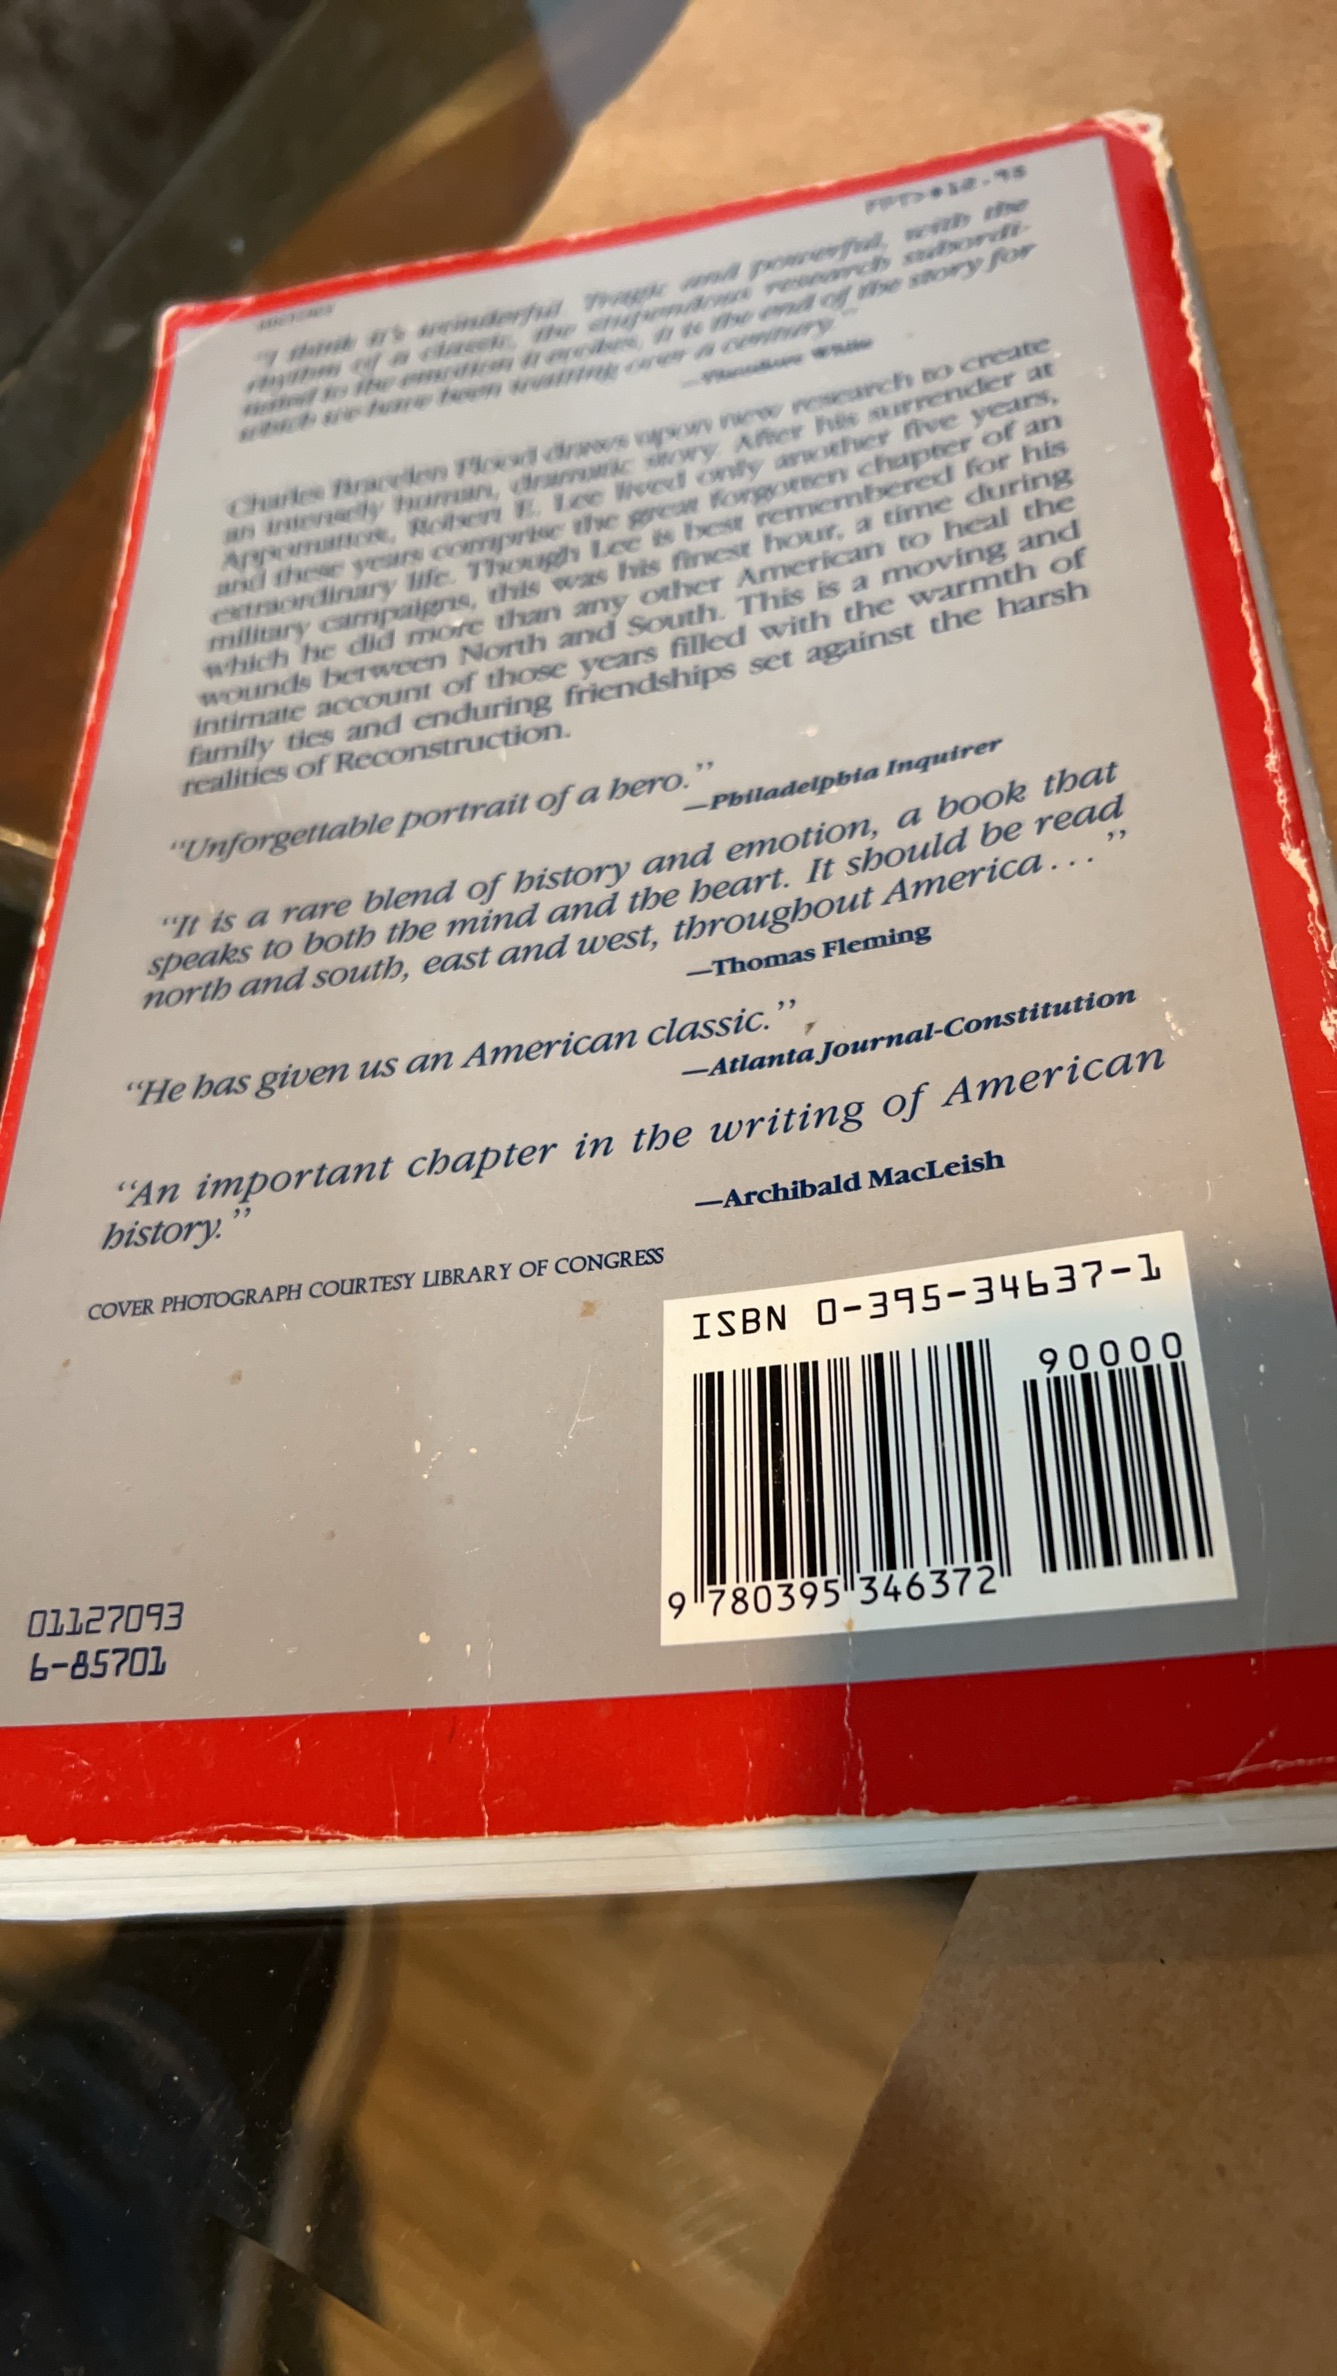 HISTORY
FPT>$12.95
"I think it's wonderful. Tragic and powerful, with the
rhythm of a classic, the stupendous research subordi-
nated to the emotion it evokes, it is the end of the story for
which we have been waiting over a century."
—Theodore White
Charles Bracelen Flood draws upon new research to create
an intensely human, dramatic story. After his surrender at
Appomattox, Robert E. Lee lived only another five years,
and these years comprise the great forgotten chapter of an
extraordinary life. Though Lee is best remembered for his
military campaigns, this was his finest hour, a time during
which he did more than any other American to heal the
wounds between North and South. This is a moving and
intimate account of those years filled with the warmth of
family ties and enduring friendships set against the harsh
realities of Reconstruction.
"Unforgettable portrait of a hero."
—Philadelphia Inquirer
"It is a rare blend of history and emotion, a book that
speaks to both the mind and the heart. It should be read
north and south, east and west, throughout America . . ."
—Thomas Fleming
"He has given us an American classic."
—Atlanta Journal-Constitution
"An important chapter in the writing of American
history."
—Archibald MacLeish
COVER PHOTOGRAPH COURTESY LIBRARY OF CONGRESS
ISBN 0-395-34637-1
90000
9 780395 346372
01127093
6-85701